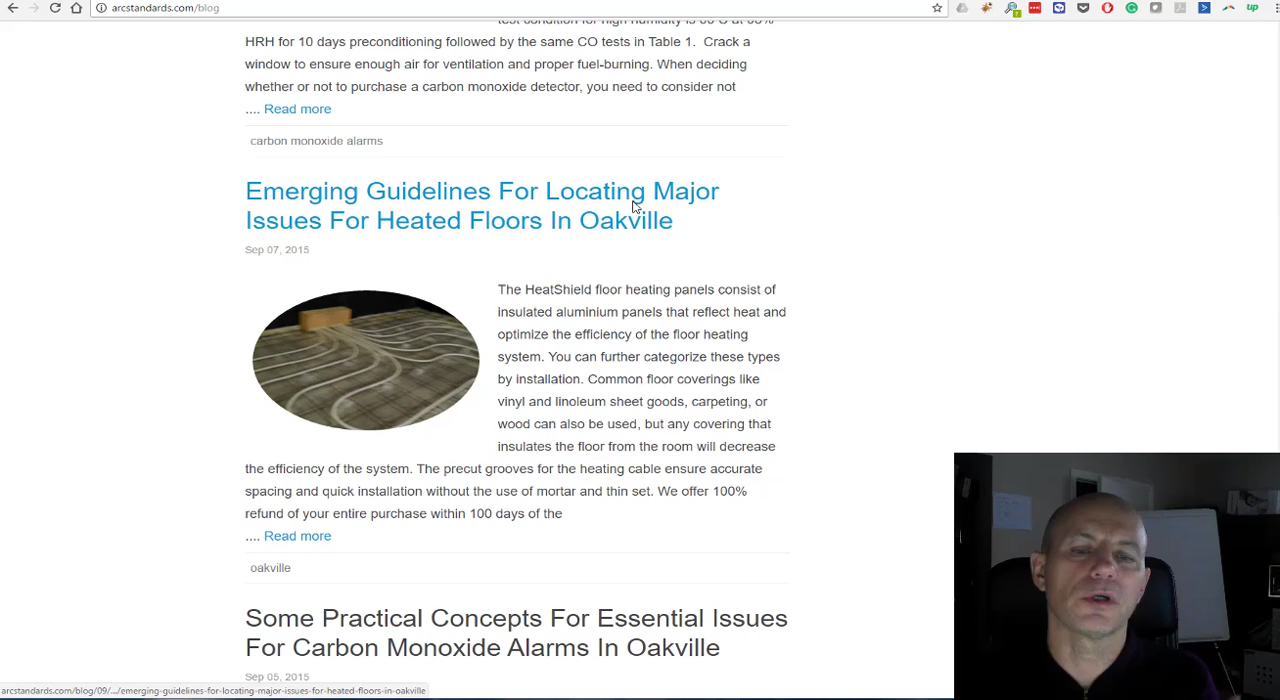 arcstandards.com/blog
test condition for high humidity is
HRH for 10 days preconditioning followed by the same CO tests in Table 1. Crack a
window to ensure enough air for ventilation and proper fuel-burning. When deciding
whether or not to purchase a carbon monoxide detector, you need to consider not
.... Read more
carbon monoxide alarms
Emerging Guidelines For Locating Major
Issues For Heated Floors In Oakville
Sep 07, 2015
The HeatShield floor heating panels consist of
insulated aluminium panels that reflect heat and
optimize the efficiency of the floor heating
system. You can further categorize these types
by installation. Common floor coverings like
vinyl and linoleum sheet goods, carpeting, or
wood can also be used, but any covering that
insulates the floor from the room will decrease
the efficiency of the system. The precut grooves for the heating cable ensure accurate
spacing and quick installation without the use of mortar and thin set. We offer 100%
refund of your entire purchase within 100 days of the
.... Read more
oakville
Some Practical Concepts For Essential Issues
For Carbon Monoxide Alarms In Oakville
Sep 05, 2015
arcstandards.com/blog/09/.../emerging-guidelines-for-locating-major-issues-for-heated-floors-in-oakville